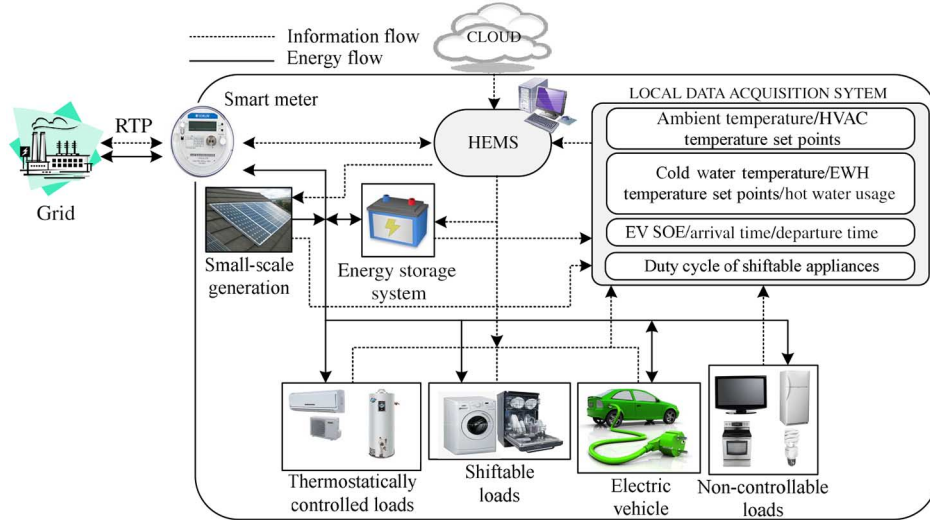 Information flow
Energy flow
CLOUD
Smart meter
LOCAL DATA ACQUISITION SYTEM
RTP
HEMS
Ambient temperature/HVAC
temperature set points
Cold water temperature/EWH
temperature set points/hot water usage
Grid
EV SOE/arrival time/departure time
Small-scale
generation
Energy storage
system
Duty cycle of shiftable appliances
Thermostatically
controlled loads
Shiftable
loads
Electric
vehicle
Non-controllable
loads